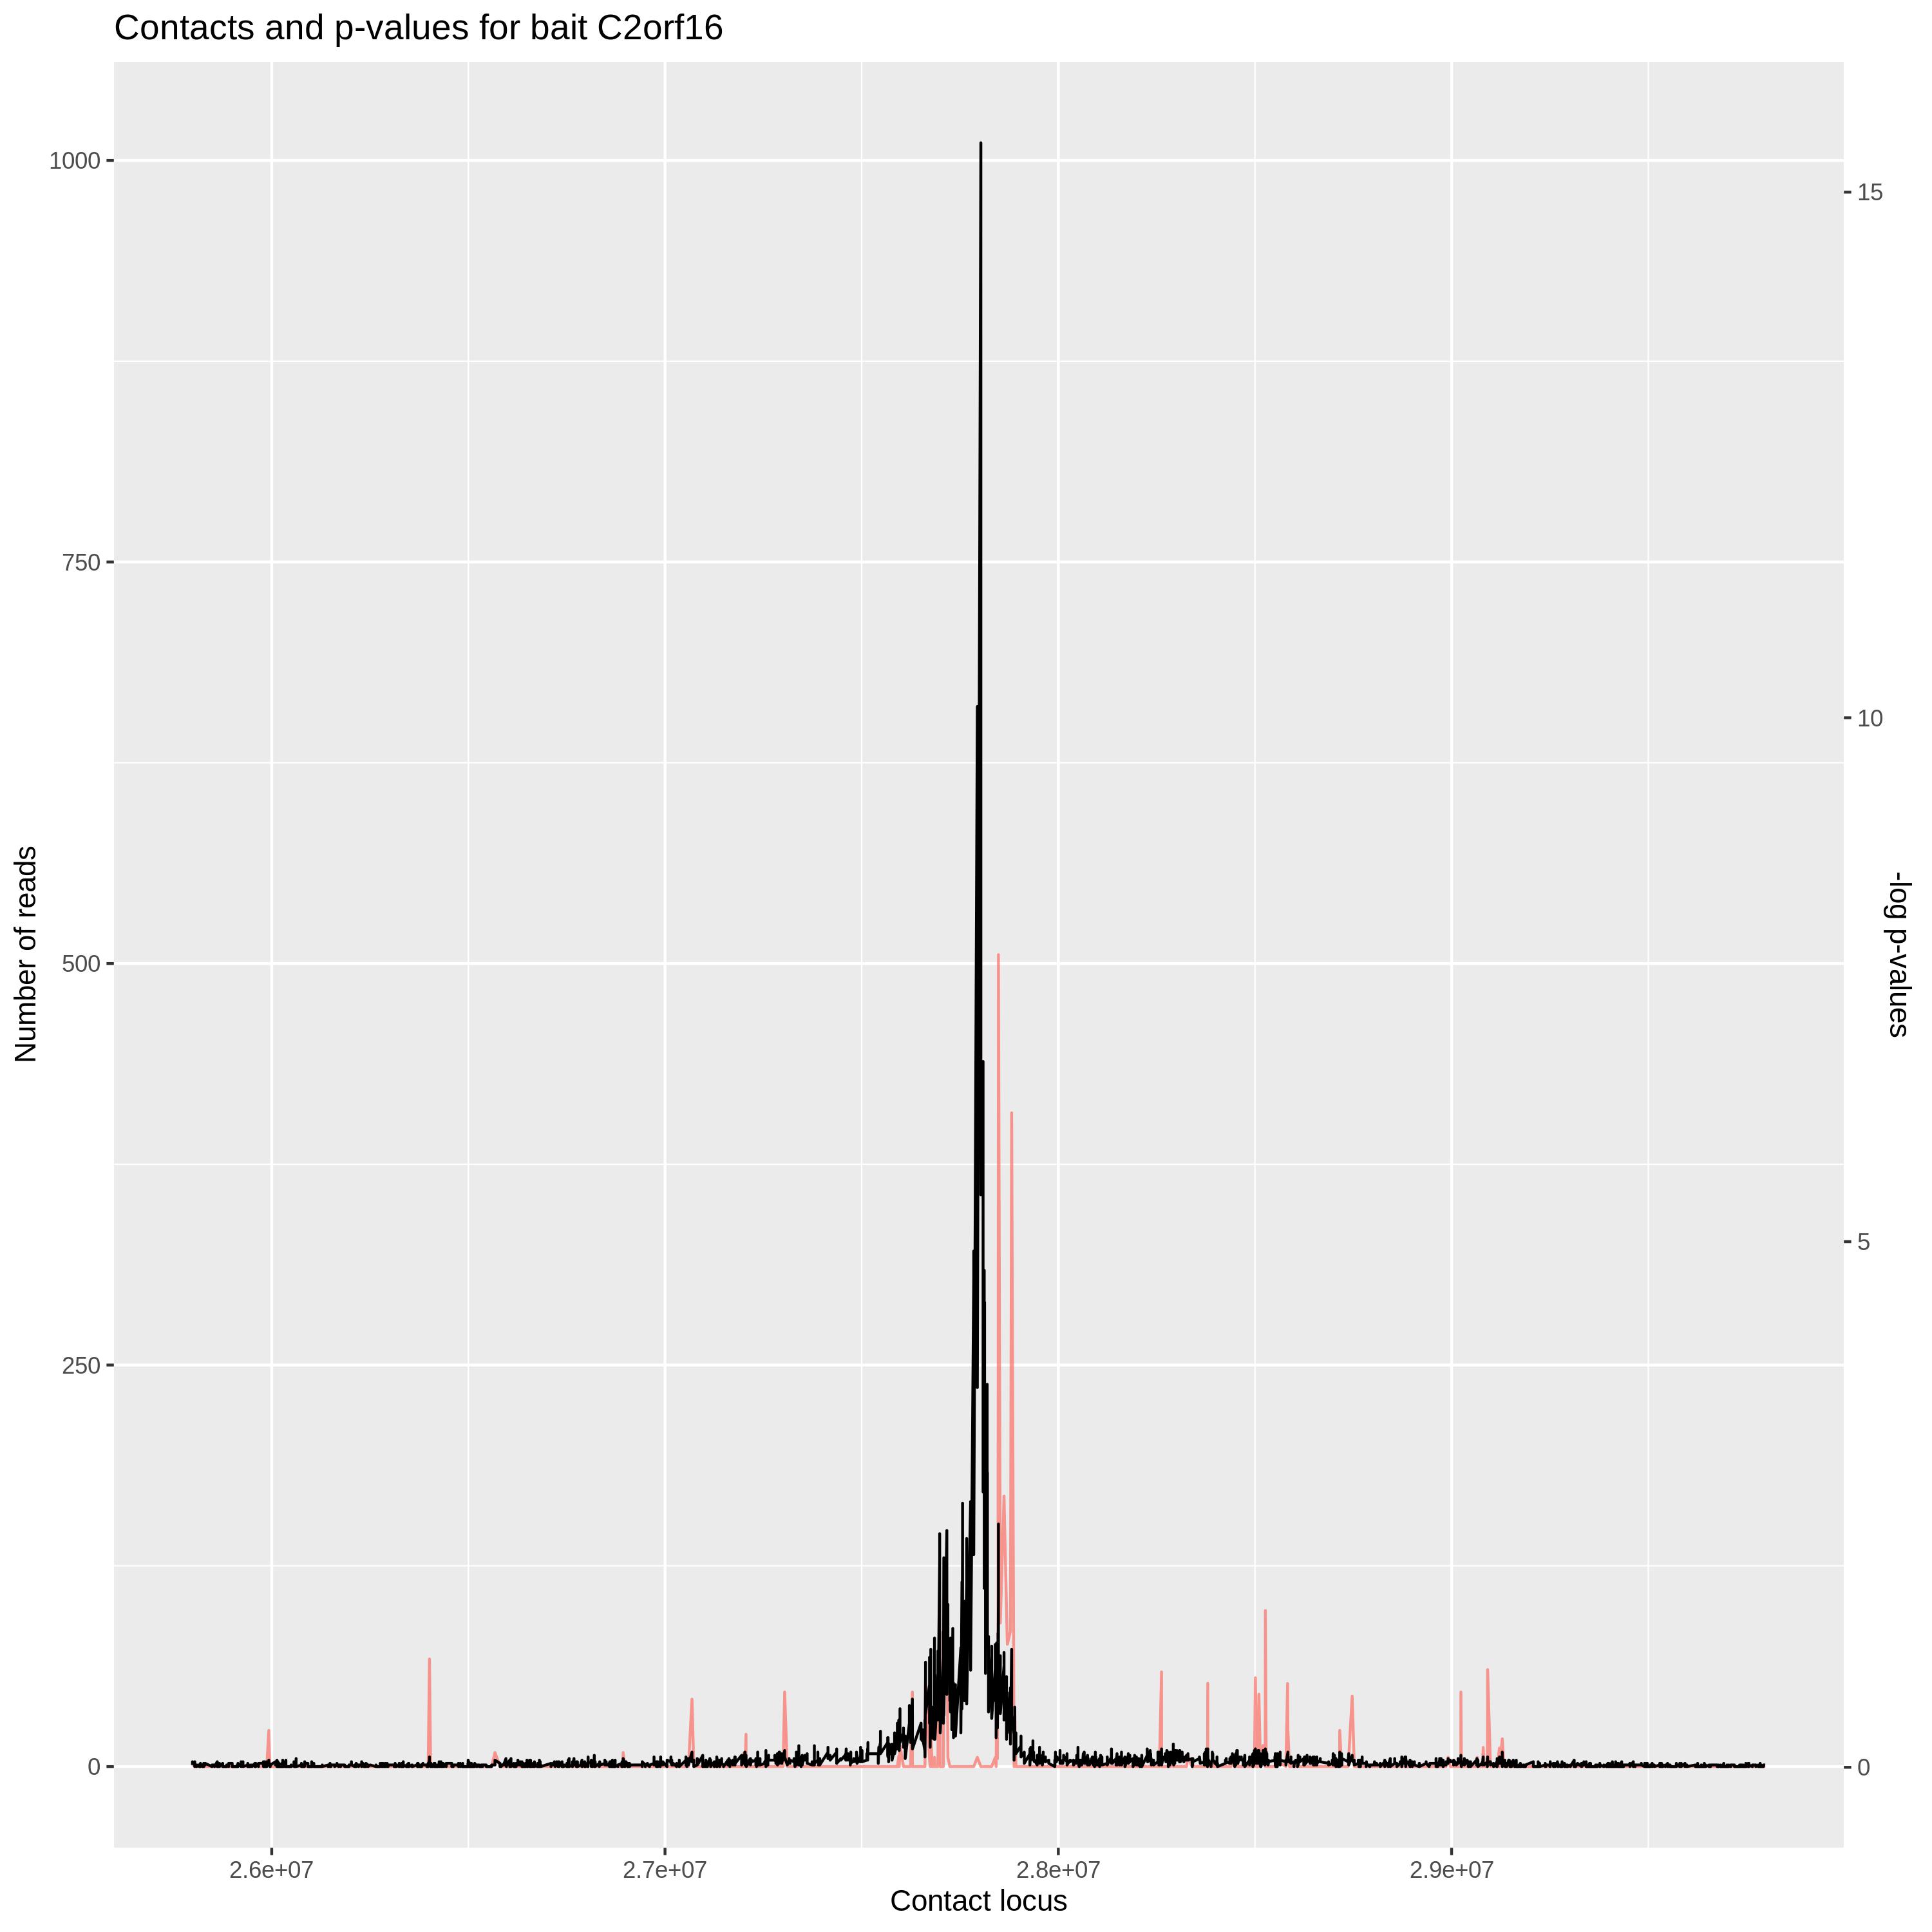 Contacts and p-values for bait C2orf16
1000
750
500
250
0
Number of reads
15
10
5
0
-log p-values
2.6e+07
2.7e+07
2.8e+07
2.9e+07
Contact locus